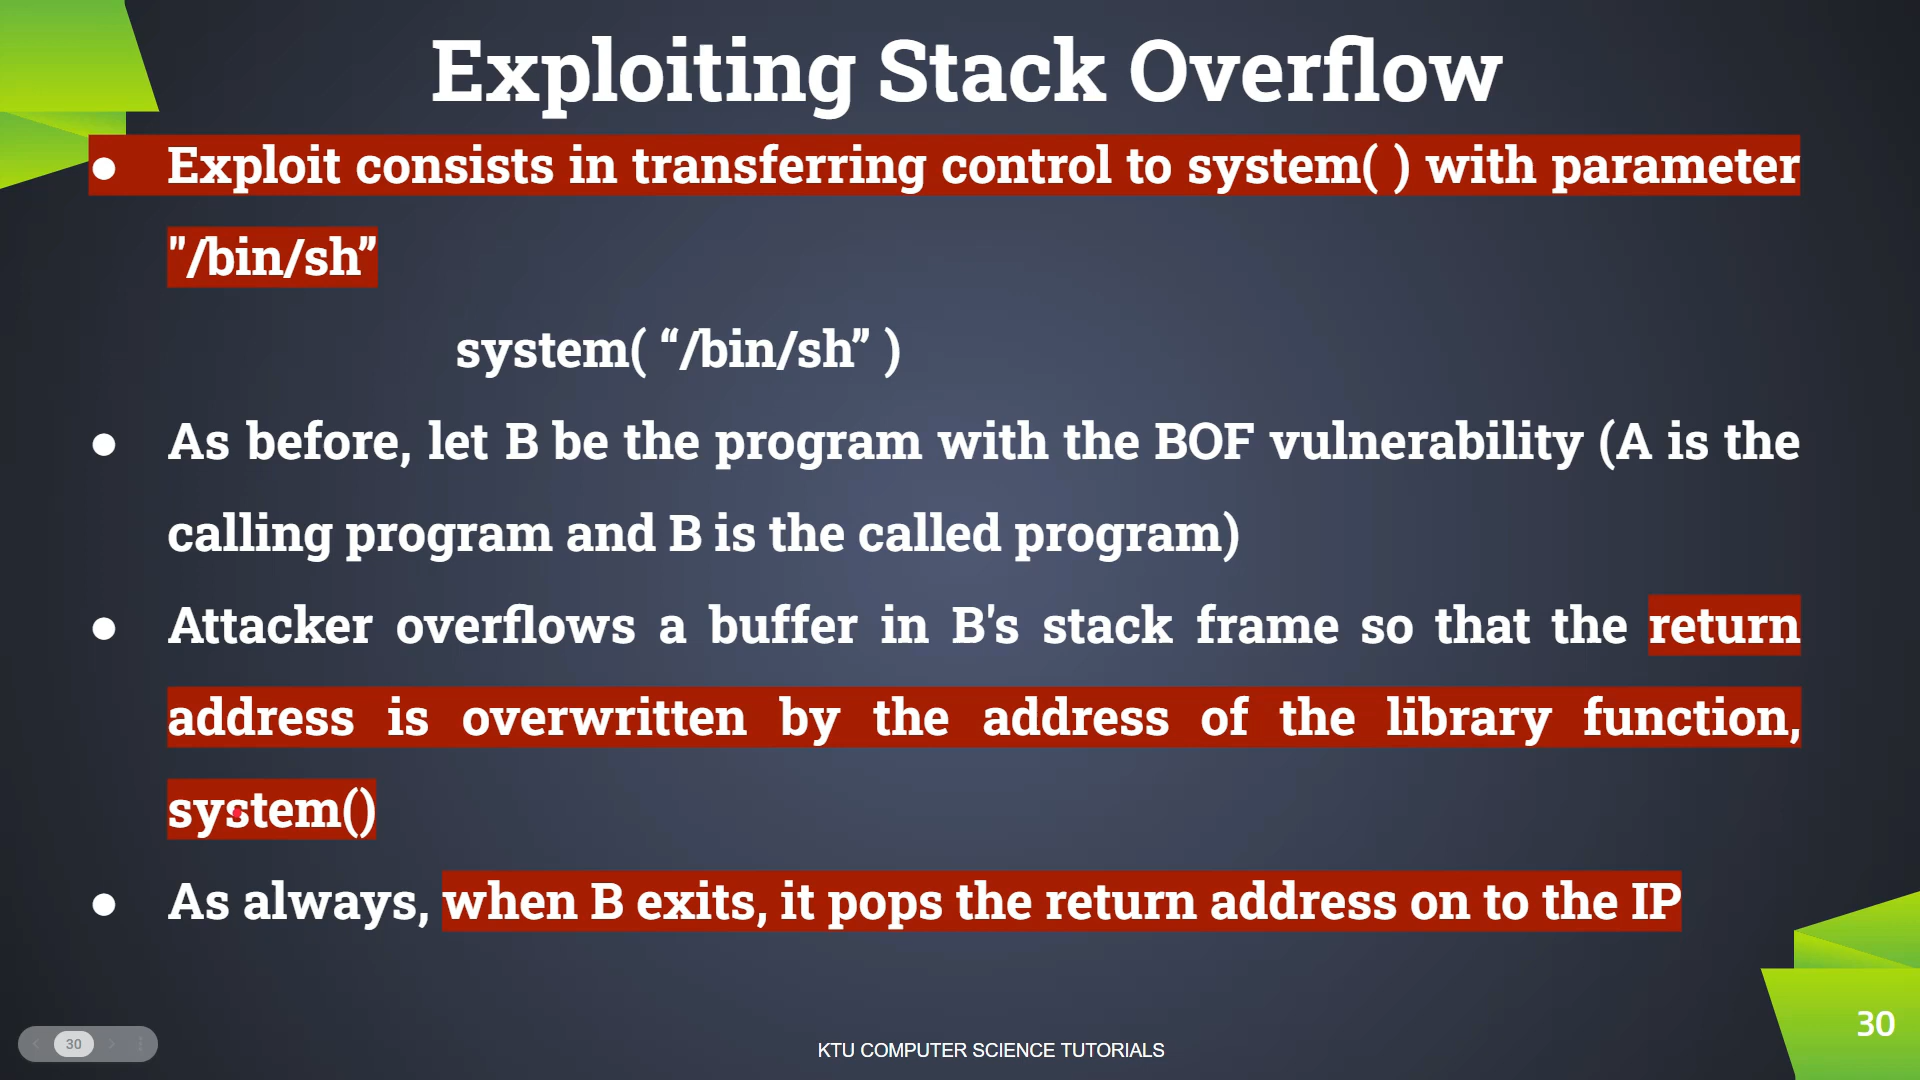 Exploiting Stack Overflow
● Exploit consists in transferring control to system( ) with parameter
"/bin/sh”
system( “/bin/sh” )
● As before, let B be the program with the BOF vulnerability (A is the
calling program and B is the called program)
● Attacker overflows a buffer in B's stack frame so that the return
address is overwritten by the address of the library function,
system()
● As always, when B exits, it pops the return address on to the IP
30
30
KTU COMPUTER SCIENCE TUTORIALS